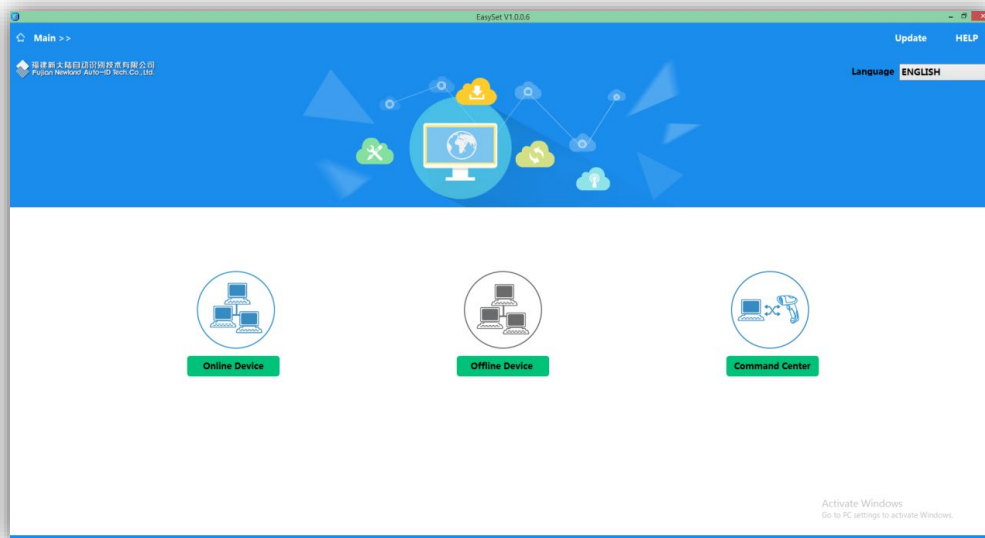 EasySet V1.0.0.6
Main >>
Update
HELP
福建新大陆自动识别技术有限公司
Fujian Newland Auto-ID Tech.Co.,Ltd.
Language
ENGLISH
Online Device
Offline Device
Command Center
Activate Windows
Go to PC settings to activate Windows.